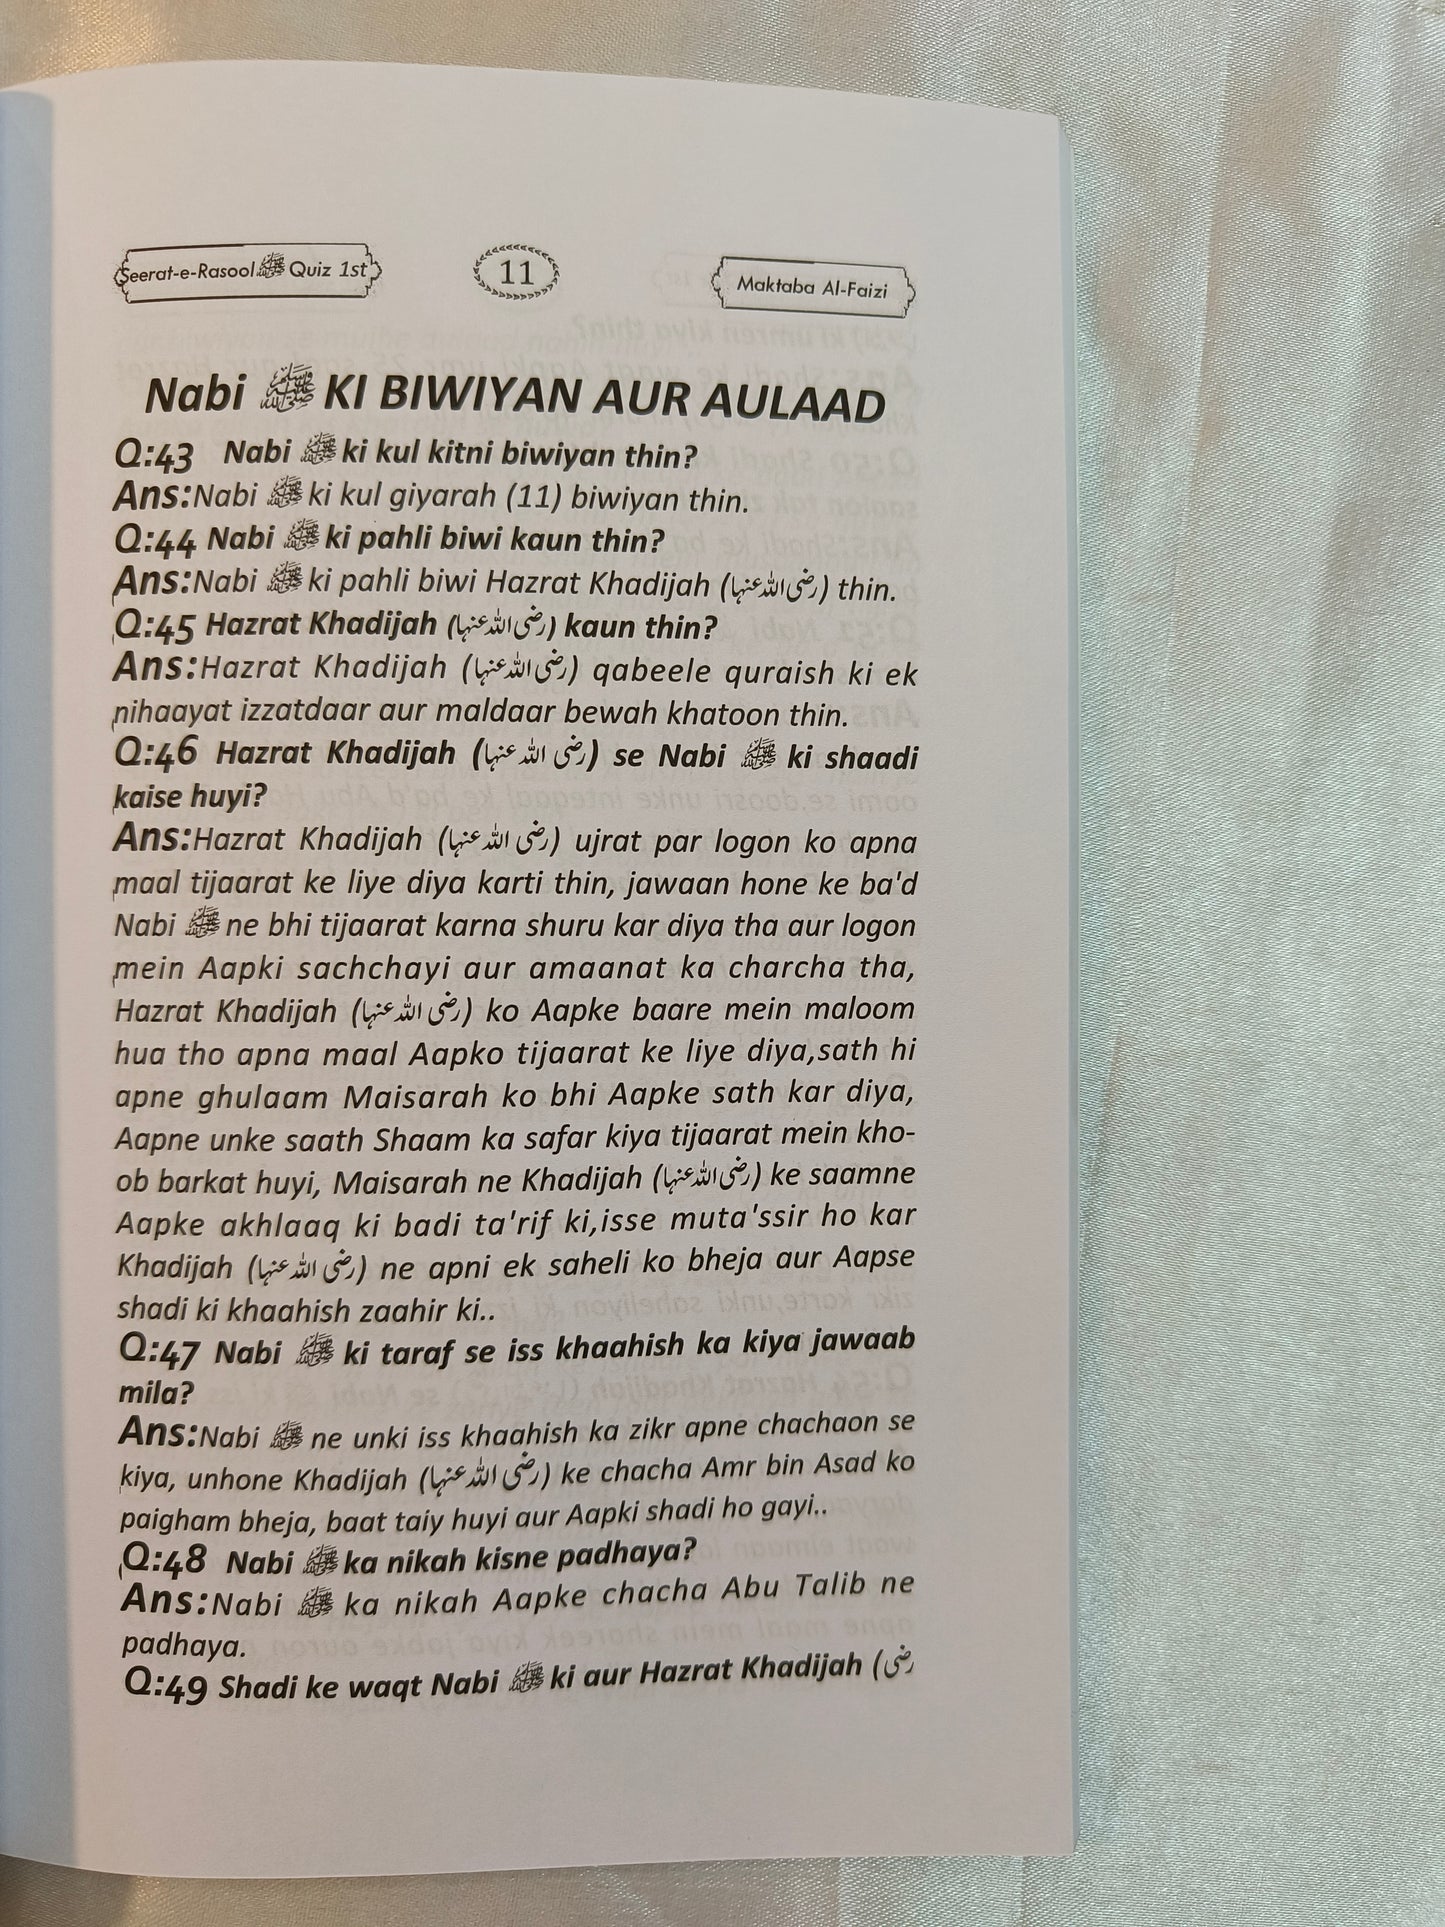 Seerat-e-Rasool ﷺ Quiz 1st
11
Maktaba Al-Faizi
Nabi ﷺ KI BIWIYAN AUR AULAAD
Q:43 Nabi ﷺ ki kul kitni biwiyan thin?
Ans:Nabi ﷺ ki kul giyarah (11) biwiyan thin.
Q:44 Nabi ﷺ ki pahli biwi kaun thin?
Ans:Nabi ﷺ ki pahli biwi Hazrat Khadijah (رضی اللہ عنہا) thin.
Q:45 Hazrat Khadijah (رضی اللہ عنہا) kaun thin?
Ans:Hazrat Khadijah (رضی اللہ عنہا) qabeele quraish ki ek
nihaayat izzatdaar aur maldaar bewah khatoon thin.
Q:46 Hazrat Khadijah (رضی اللہ عنہا) se Nabi ﷺ ki shaadi
kaise huyi?
Ans:Hazrat Khadijah (رضی اللہ عنہا) ujrat par logon ko apna
maal tijaarat ke liye diya karti thin, jawaan hone ke ba'd
Nabi ﷺ ne bhi tijaarat karna shuru kar diya tha aur logon
mein Aapki sachchayi aur amaanat ka charcha tha,
Hazrat Khadijah (رضی اللہ عنہا) ko Aapke baare mein maloom
hua tho apna maal Aapko tijaarat ke liye diya,sath hi
apne ghulaam Maisarah ko bhi Aapke sath kar diya,
Aapne unke saath Shaam ka safar kiya tijaarat mein kho-
ob barkat huyi, Maisarah ne Khadijah (رضی اللہ عنہا) ke saamne
Aapke akhlaaq ki badi ta'rif ki,isse muta'ssir ho kar
Khadijah (رضی اللہ عنہا) ne apni ek saheli ko bheja aur Aapse
shadi ki khaahish zaahir ki..
Q:47 Nabi ﷺ ki taraf se iss khaahish ka kiya jawaab
mila?
Ans:Nabi ﷺ ne unki iss khaahish ka zikr apne chachaon se
kiya, unhone Khadijah (رضی اللہ عنہا) ke chacha Amr bin Asad ko
paigham bheja, baat taiy huyi aur Aapki shadi ho gayi..
Q:48 Nabi ﷺ ka nikah kisne padhaya?
Ans:Nabi ﷺ ka nikah Aapke chacha Abu Talib ne
padhaya.
Q:49 Shadi ke waqt Nabi ﷺ ki aur Hazrat Khadijah (رضی